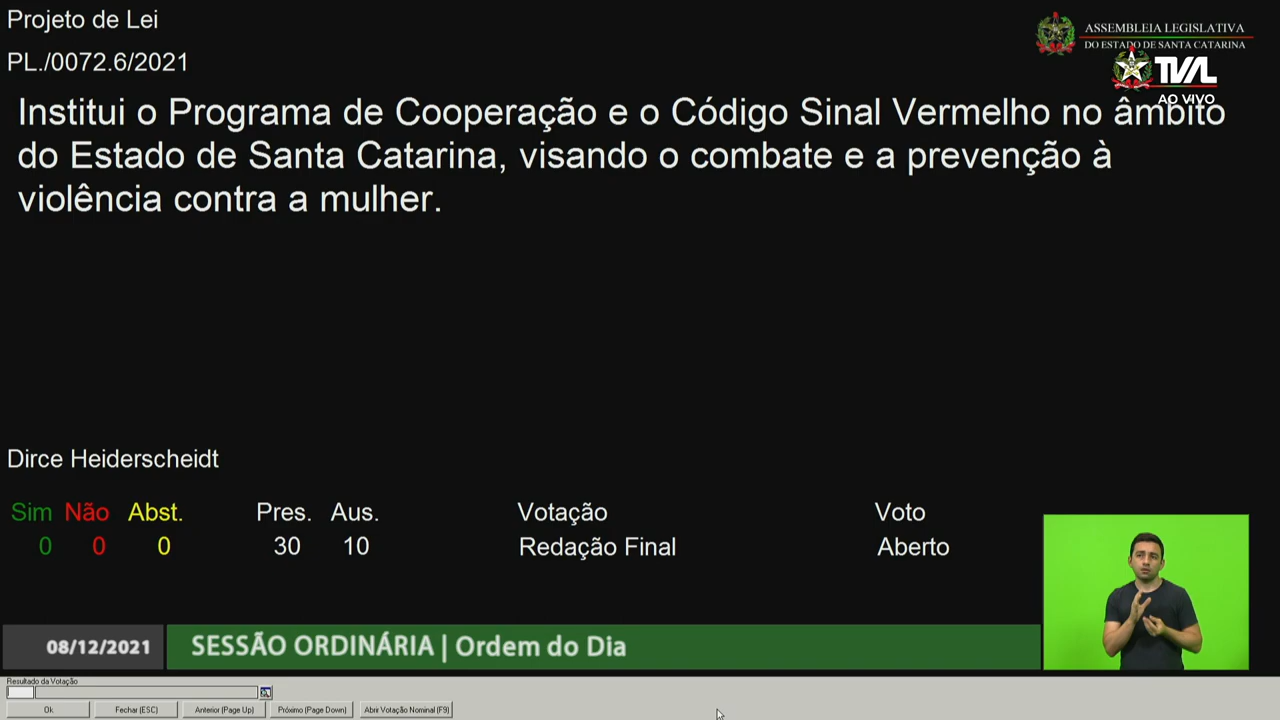 Projeto de Lei
PL./0072.6/2021
ASSEMBLEIA LEGISLATIVA
DO ESTADO DE SANTA CATARINA
TVAL
AO VIVO
Institui o Programa de Cooperação e o Código Sinal Vermelho no âmbito
do Estado de Santa Catarina, visando o combate e a prevenção à
violência contra a mulher.
Dirce Heiderscheidt
Sim Não Abst. Pres. Aus. Votação Voto
0 0 0 30 10 Redação Final Aberto
08/12/2021 SESSÃO ORDINÁRIA | Ordem do Dia
Resultado da Votação
Ok Fechar (ESC) Anterior (Page Up) Próximo (Page Down) Abrir Votação Nominal (F9)